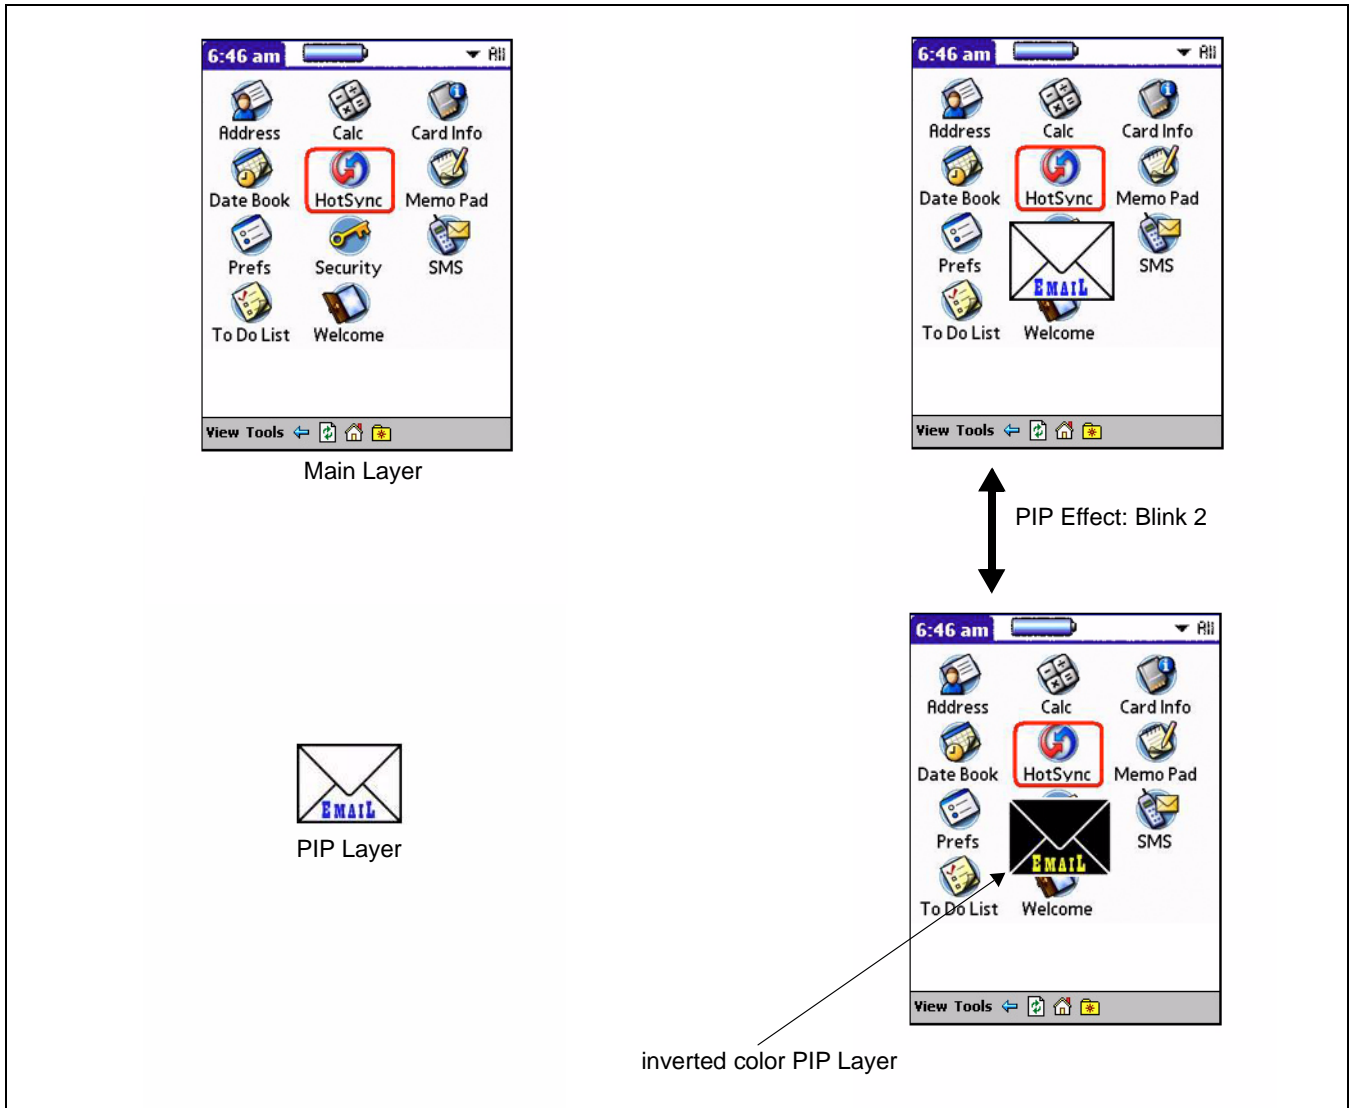 6:46 am All
Address Calc Card Info
Date Book HotSync Memo Pad
Prefs Security SMS
To Do List Welcome
View Tools
Main Layer
EMAIL
PIP Layer
6:46 am All
Address Calc Card Info
Date Book HotSync Memo Pad
Prefs SMS
EMAIL
To Do List Welcome
View Tools
PIP Effect: Blink 2
6:46 am All
Address Calc Card Info
Date Book HotSync Memo Pad
Prefs SMS
EMAIL
To Do List Welcome
View Tools
inverted color PIP Layer